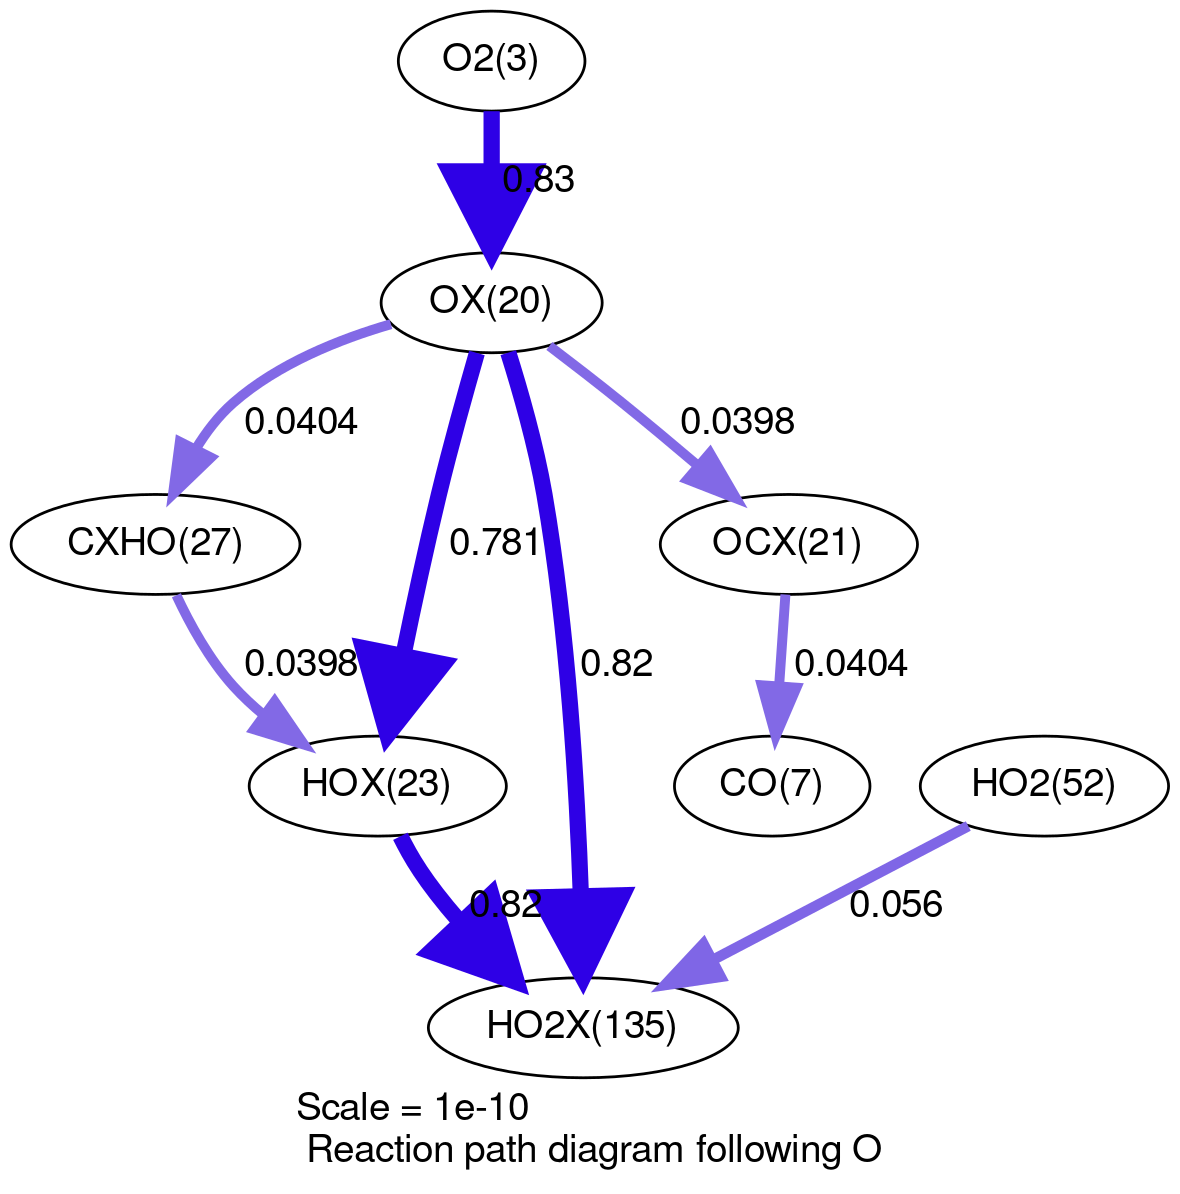 O2(3)
0.83
OX(20)
0.0404
0.0398
CXHO(27)
0.781
OCX(21)
0.0398
0.82
0.0404
HOX(23)
CO(7)
HO2(52)
0.82
0.056
HO2X(135)
Scale = 1e-10
Reaction path diagram following O